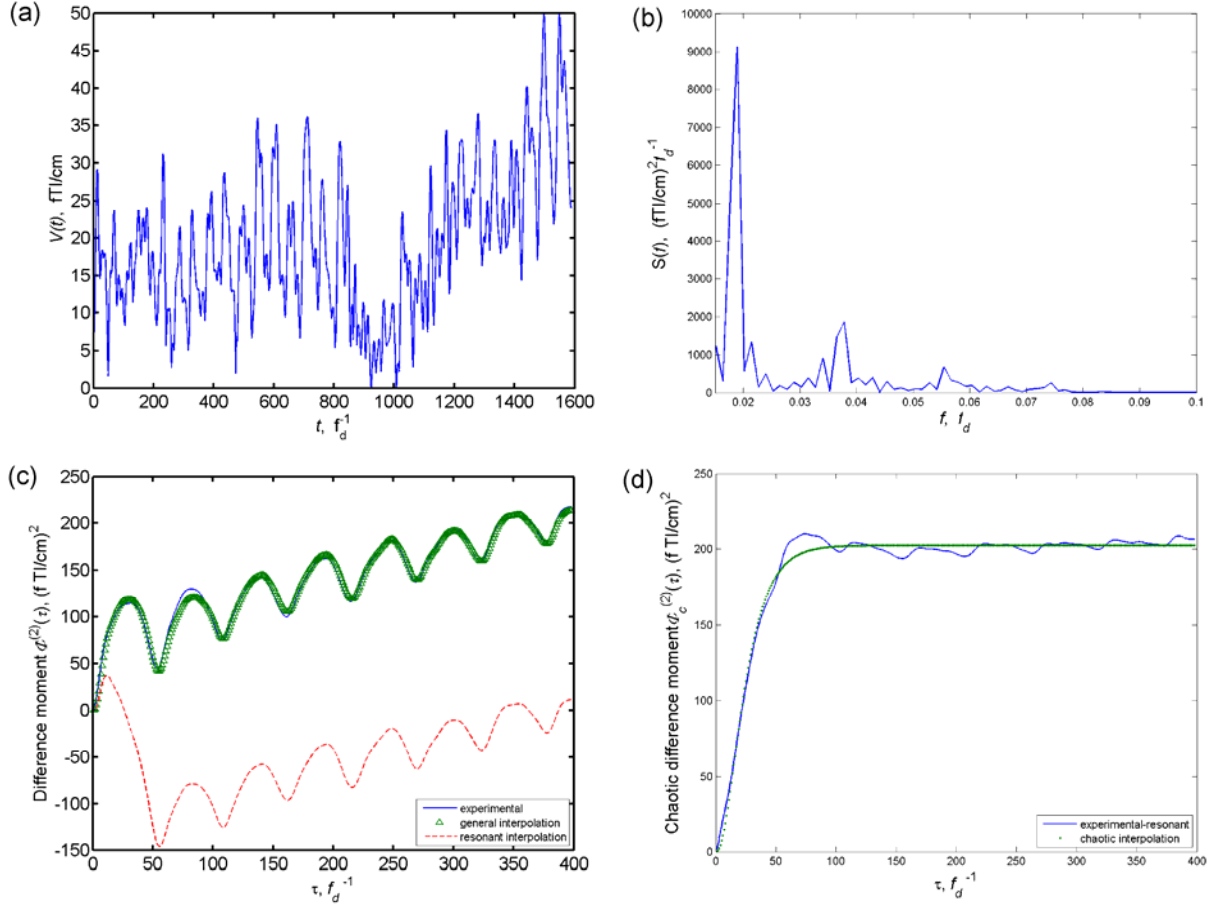 (a)
50
45
40
35
30
25
20
15
10
5
0
V(t), fTl/cm
0 200 400 600 800 1000 1200 1400 1600
t, f_d^-1
(b)
10000
9000
8000
7000
6000
5000
4000
3000
2000
1000
0
S(f), (fTl/cm)^2 f_d^-1
0.02 0.03 0.04 0.05 0.06 0.07 0.08 0.09 0.1
f, f_d
(c)
250
200
150
100
50
0
-50
-100
-150
Difference moment Φ^(2)(τ), (f Tl/cm)^2
experimental
general interpolation
resonant interpolation
0 50 100 150 200 250 300 350 400
τ, f_d^-1
(d)
250
200
150
100
50
0
Chaotic difference moment Φ_c^(2)(τ), (f Tl/cm)^2
experimental-resonant
chaotic interpolation
0 50 100 150 200 250 300 350 400
τ, f_d^-1